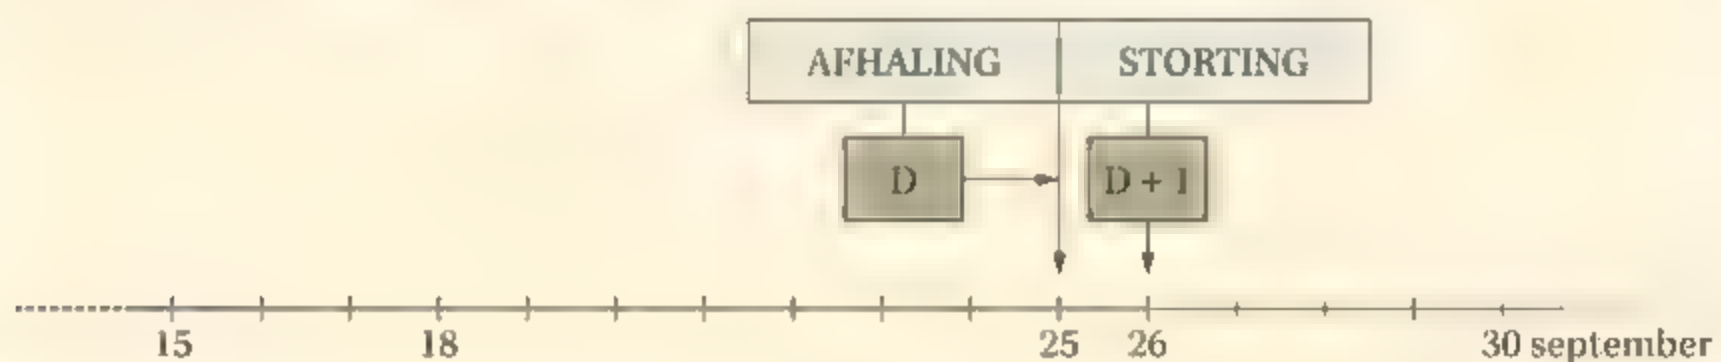 AFHALING STORTING
D D + 1
15 18 25 26 30 september